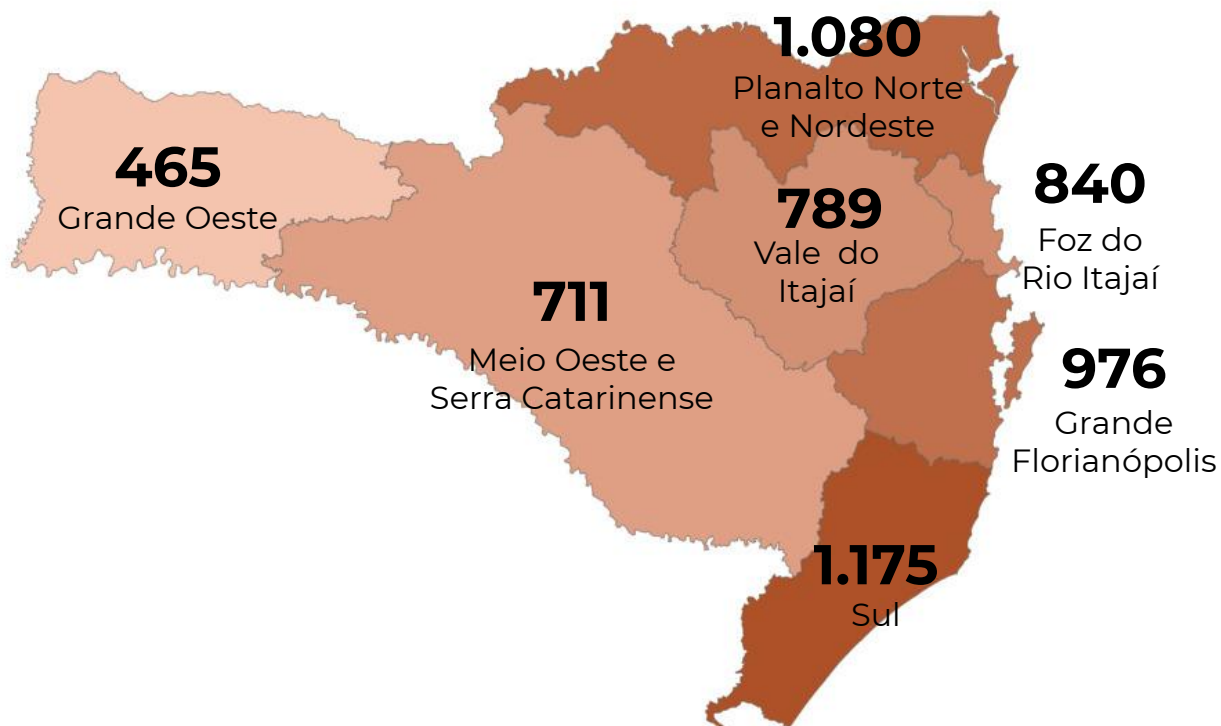 1.080
Planalto Norte
e Nordeste
465
Grande Oeste
840
Foz do
Rio Itajaí
789
Vale do
Itajaí
711
Meio Oeste e
Serra Catarinense
976
Grande
Florianópolis
1.175
Sul